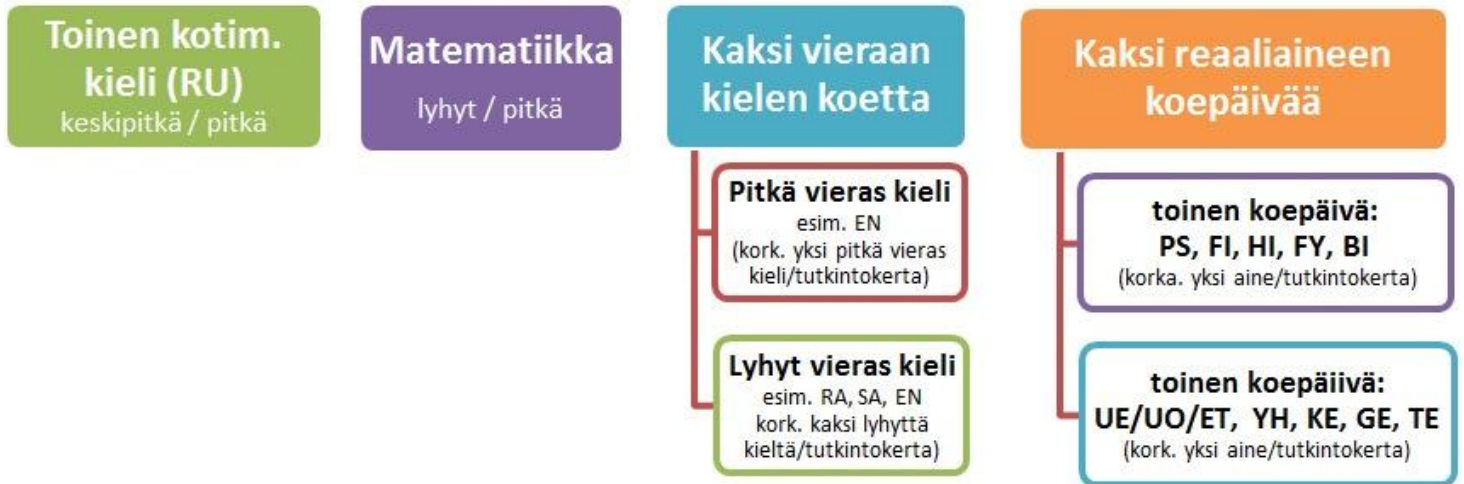 Toinen kotim.
kieli (RU)
keskipitkä / pitkä
Matematiikka
lyhyt / pitkä
Kaksi vieraan
kielen koetta
Pitkä vieras kieli
esim. EN
(kork. yksi pitkä vieras
kieli/tutkintokerta)
Lyhyt vieras kieli
esim. RA, SA, EN
kork. kaksi lyhyttä
kieltä/tutkintokerta)
Kaksi reaaliaineen
koepäivää
toinen koepäivä:
PS, FI, HI, FY, BI
(korka. yksi aine/tutkintokerta)
toinen koepäiivä:
UE/UO/ET, YH, KE, GE, TE
(kork. yksi aine/tutkintokerta)